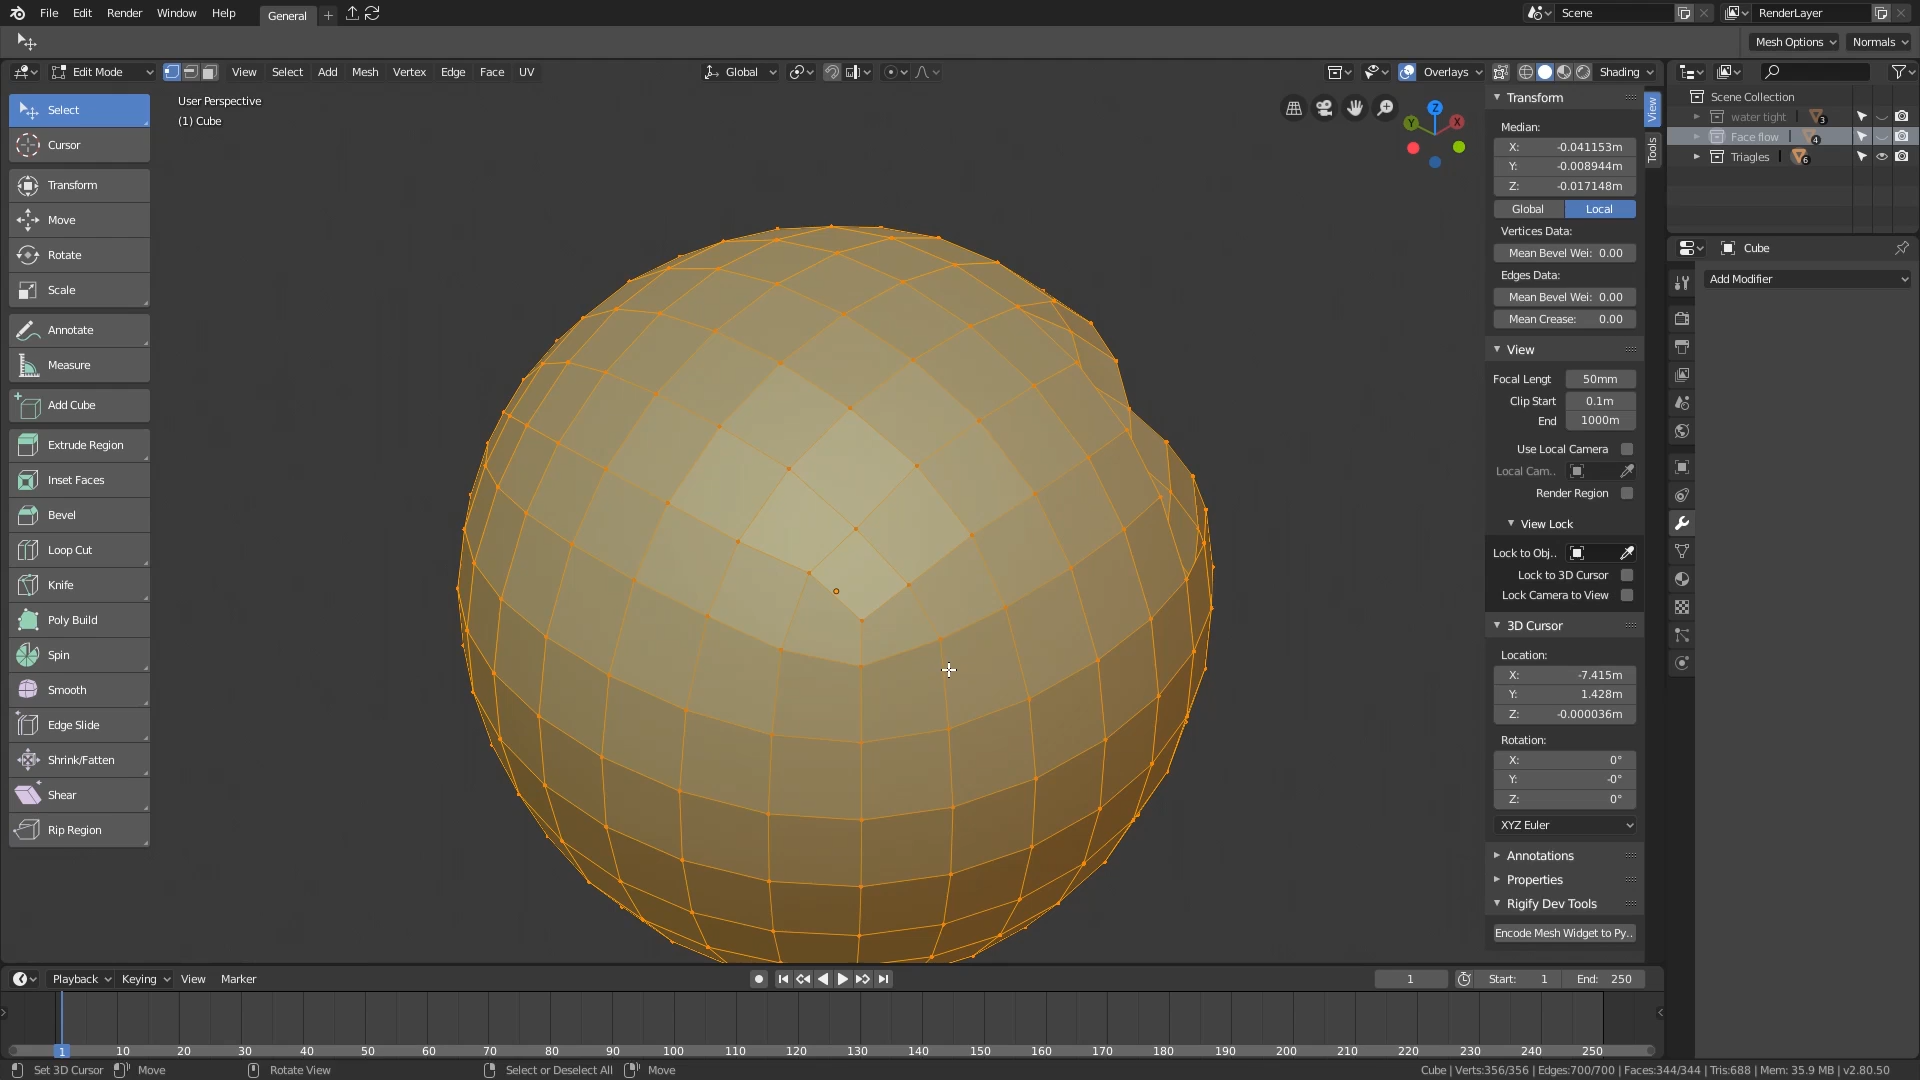 File Edit Render Window Help General + Scene RenderLayer
Mesh Options Normals
Edit Mode View Select Add Mesh Vertex Edge Face UV Global Overlays Shading
Select
Cursor
Transform
Move
Rotate
Scale
Annotate
Measure
Add Cube
Extrude Region
Inset Faces
Bevel
Loop Cut
Knife
Poly Build
Spin
Smooth
Edge Slide
Shrink/Fatten
Shear
Rip Region
User Perspective
(1) Cube
Z
Y
X
Transform
Median:
X: -0.041153m
Y: -0.008944m
Z: -0.017148m
Global Local
Vertices Data:
Mean Bevel Wei: 0.00
Edges Data:
Mean Bevel Wei: 0.00
Mean Crease: 0.00
View
Focal Lengt 50mm
Clip Start 0.1m
End 1000m
Use Local Camera
Local Cam..
Render Region
View Lock
Lock to Obj..
Lock to 3D Cursor
Lock Camera to View
3D Cursor
Location:
X: -7.415m
Y: 1.428m
Z: -0.000036m
Rotation:
X: 0°
Y: -0°
Z: 0°
XYZ Euler
Annotations
Properties
Rigify Dev Tools
Encode Mesh Widget to Py..
View
Tools
Scene Collection
water tight 3
Face flow 4
Triagles 6
Cube
Add Modifier
Playback Keying View Marker 1 Start: 1 End: 250
1 10 20 30 40 50 60 70 80 90 100 110 120 130 140 150 160 170 180 190 200 210 220 230 240 250
Set 3D Cursor Move Rotate View Select or Deselect All Move Cube | Verts:356/356 | Edges:700/700 | Faces:344/344 | Tris:688 | Mem: 35.9 MB | v2.80.50